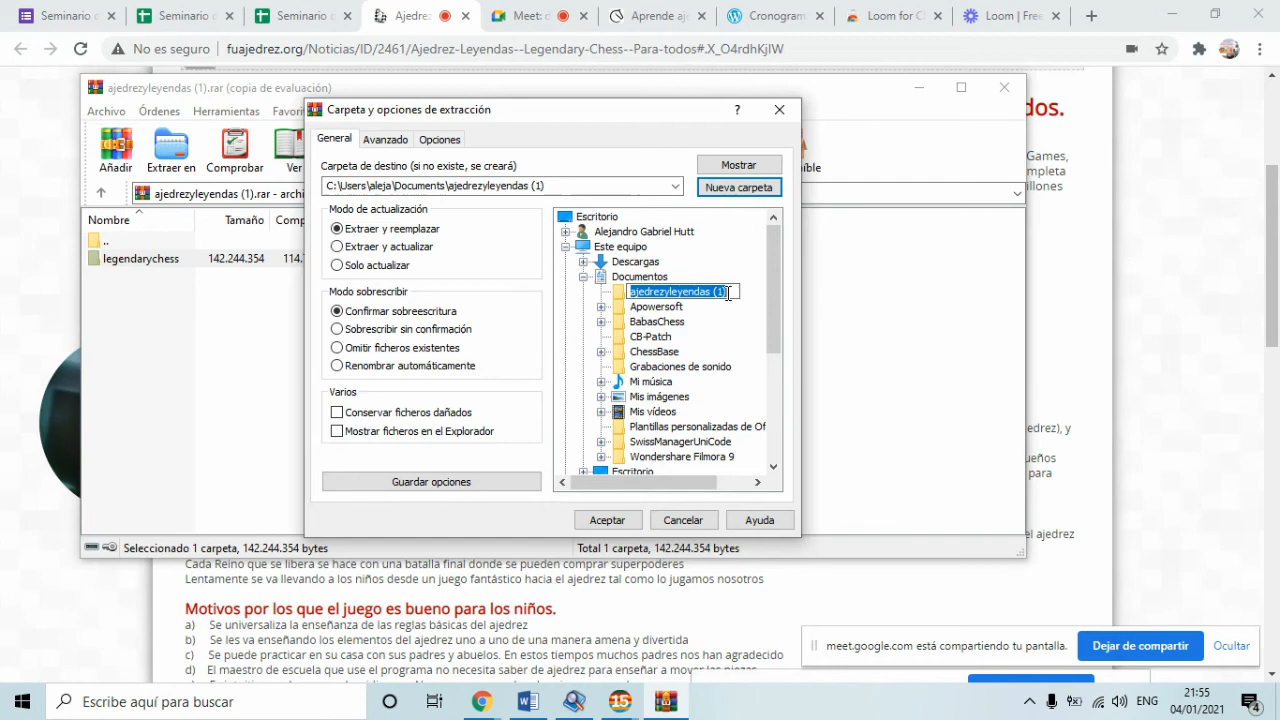 Seminario o
Seminario d
Seminario c
Ajedrez
Meet: d
Aprende aj
Cronogram
Loom for C
Loom | Free
No es seguro
fuajedrez.org/Noticias/ID/2461/Ajedrez-Leyendas--Legendary-Chess--Para-todos#.X_O4rdhKjIW
ajedrezyleyendas (1).rar (copia de evaluación)
Archivo Órdenes Herramientas Favori
Añadir Extraer en Comprobar Ver
ajedrezyleyendas (1).rar - archi
Nombre Tamaño Comp
..
legendarychess 142.244.354 114.
Carpeta y opciones de extracción
General Avanzado Opciones
Carpeta de destino (si no existe, se creará)
Mostrar
C:\Users\aleja\Documents\ajedrezyleyendas (1)
Nueva carpeta
Modo de actualización
Extraer y reemplazar
Extraer y actualizar
Solo actualizar
Modo sobrescribir
Confirmar sobreescritura
Sobrescribir sin confirmación
Omitir ficheros existentes
Renombrar automáticamente
Varios
Conservar ficheros dañados
Mostrar ficheros en el Explorador
Guardar opciones
Escritorio
Alejandro Gabriel Hutt
Este equipo
Descargas
Documentos
ajedrezyleyendas (1)
Apowersoft
BabasChess
CB-Patch
ChessBase
Grabaciones de sonido
Mi música
Mis imágenes
Mis vídeos
Plantillas personalizadas de Of
SwissManagerUniCode
Wondershare Filmora 9
Escritorio
Aceptar Cancelar Ayuda
Seleccionado 1 carpeta, 142.244.354 bytes
Total 1 carpeta, 142.244.354 bytes
dos.
Games,
mpleta
illones
edrez), y
ueños
para
el ajedrez
Cada Reino que se libera se hace con una batalla final donde se pueden comprar superpoderes
Lentamente se va llevando a los niños desde un juego fantástico hacia el ajedrez tal como lo jugamos nosotros
Motivos por los que el juego es bueno para los niños.
a) Se universaliza la enseñanza de las reglas básicas del ajedrez
b) Se les va enseñando los elementos del ajedrez uno a uno de una manera amena y divertida
c) Se puede practicar en su casa con sus padres y abuelos. En estos tiempos muchos padres nos han agradecido
d) El maestro de escuela que use el programa no necesita saber de ajedrez para enseñar a mover las piezas
meet.google.com está compartiendo tu pantalla.
Dejar de compartir
Ocultar
Escribe aquí para buscar
15
ENG
21:55
04/01/2021
4